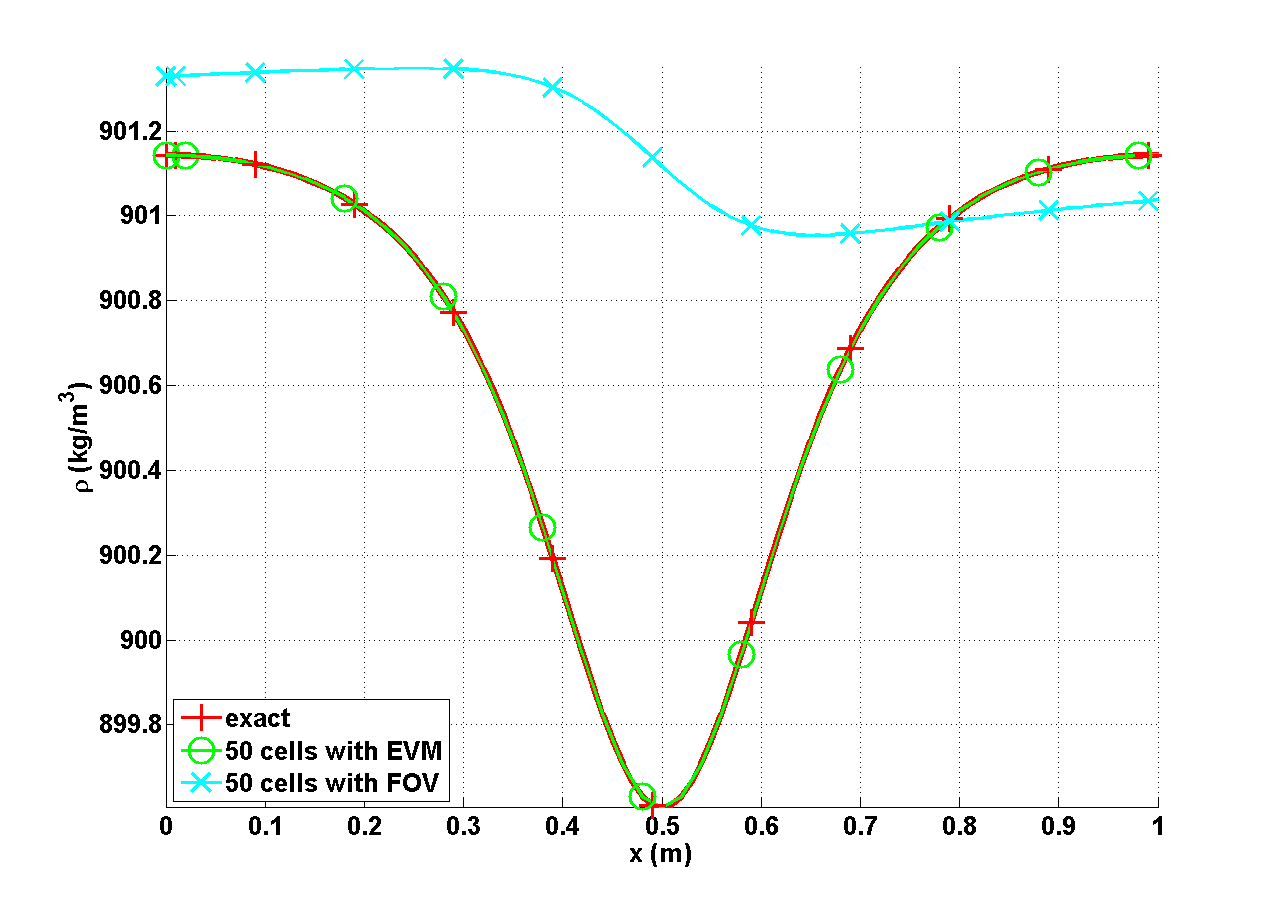 901.2
901
900.8
900.6
900.4
900.2
900
899.8
ρ (kg/m³)
exact
50 cells with EVM
50 cells with FOV
0 0.1 0.2 0.3 0.4 0.5 0.6 0.7 0.8 0.9 1
x (m)